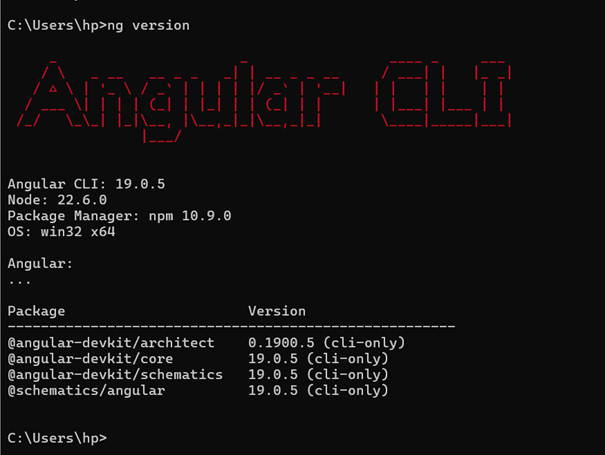 C:\Users\hp>ng version
Angular CLI
Angular CLI: 19.0.5
Node: 22.6.0
Package Manager: npm 10.9.0
OS: win32 x64
Angular:
...
Package                      Version
------------------------------------------------------
@angular-devkit/architect    0.1900.5 (cli-only)
@angular-devkit/core         19.0.5 (cli-only)
@angular-devkit/schematics   19.0.5 (cli-only)
@schematics/angular          19.0.5 (cli-only)
C:\Users\hp>